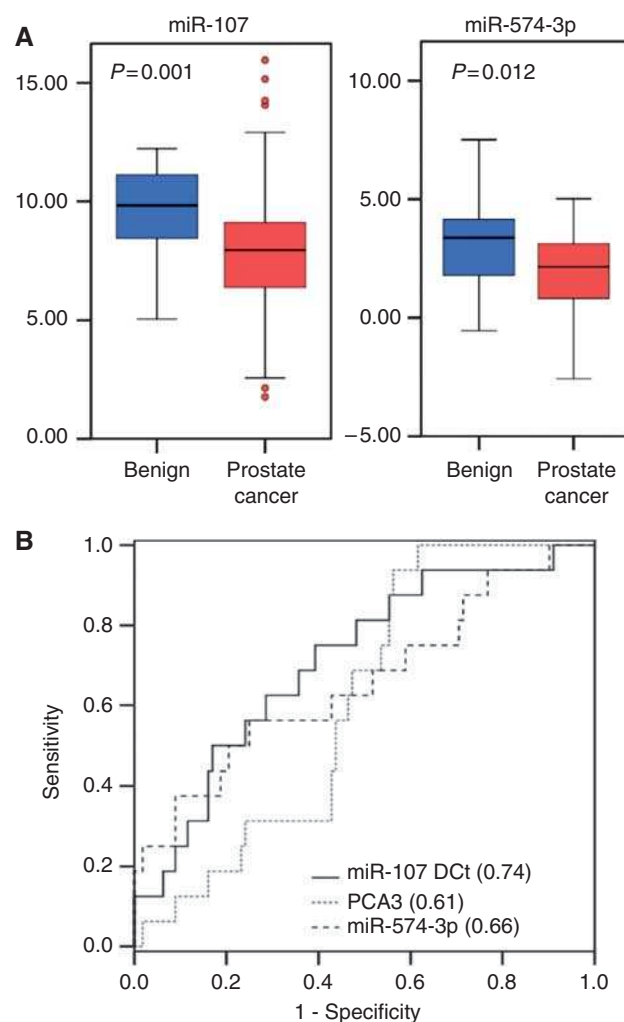 A
miR-107
miR-574-3p
P=0.001
P=0.012
15.00
10.00
5.00
0.00
10.00
5.00
0.00
−5.00
Benign
Prostate
cancer
Benign
Prostate
cancer
B
1.0
0.8
0.6
0.4
0.2
0.0
Sensitivity
miR-107 DCt (0.74)
PCA3 (0.61)
miR-574-3p (0.66)
0.0 0.2 0.4 0.6 0.8 1.0
1 - Specificity